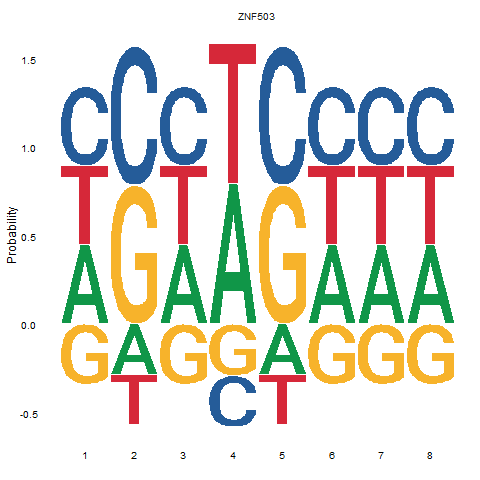 ZNF503
1.5
1.0
0.5
0.0
-0.5
Probability
C C C T C C C C
T G T A G T T T
A A A G A A A A
G T G C T G G G
1 2 3 4 5 6 7 8